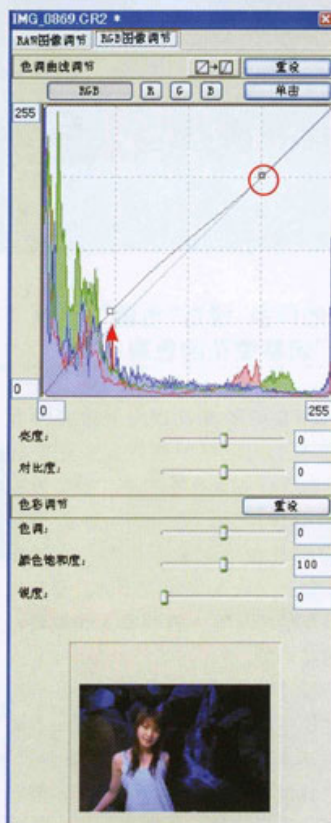 IMG_0869.CR2 *
RAW图像调节 RGB图像调节
色调曲线调节 重设
RGB R G B 单击
255
0
0 255
亮度: 0
对比度: 0
色彩调节 重设
色调: 0
颜色饱和度: 100
锐度: 0